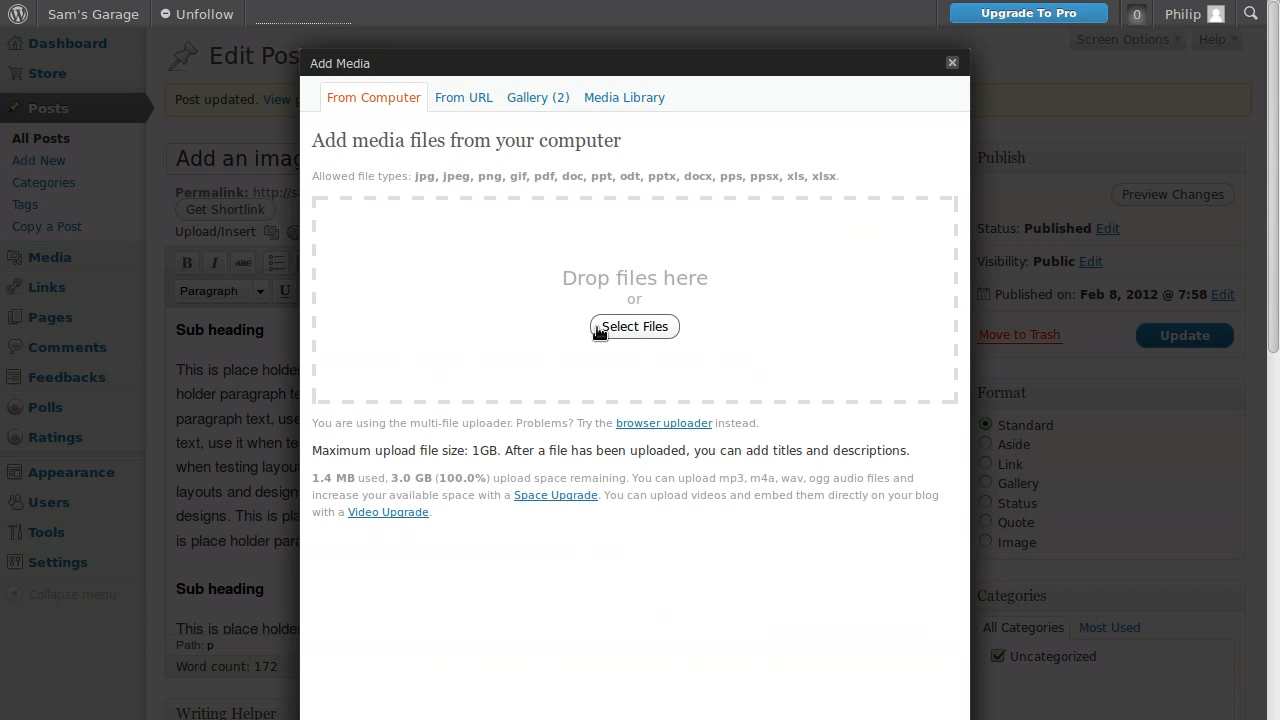 Sam's Garage
Unfollow
Upgrade To Pro
0
Philip
Dashboard
Store
Posts
All Posts
Add New
Categories
Tags
Copy a Post
Media
Links
Pages
Comments
Feedbacks
Polls
Ratings
Appearance
Users
Tools
Settings
Collapse menu
Edit Pos
Screen Options
Help
Post updated. View p
Add an imag
Permalink: http://s
Get Shortlink
Upload/Insert
B I ABC
Paragraph U
Sub heading
This is place holder
holder paragraph te
paragraph text, use
text, use it when te
when testing layou
layouts and design
designs. This is pla
is place holder para
Sub heading
This is place holder
Path: p
Word count: 172
Writing Helper
Add Media
From Computer From URL Gallery (2) Media Library
Add media files from your computer
Allowed file types: jpg, jpeg, png, gif, pdf, doc, ppt, odt, pptx, docx, pps, ppsx, xls, xlsx.
Drop files here
or
Select Files
You are using the multi-file uploader. Problems? Try the browser uploader instead.
Maximum upload file size: 1GB. After a file has been uploaded, you can add titles and descriptions.
1.4 MB used, 3.0 GB (100.0%) upload space remaining. You can upload mp3, m4a, wav, ogg audio files and
increase your available space with a Space Upgrade. You can upload videos and embed them directly on your blog
with a Video Upgrade.
Publish
Preview Changes
Status: Published Edit
Visibility: Public Edit
Published on: Feb 8, 2012 @ 7:58 Edit
Move to Trash
Update
Format
Standard
Aside
Link
Gallery
Status
Quote
Image
Categories
All Categories Most Used
Uncategorized